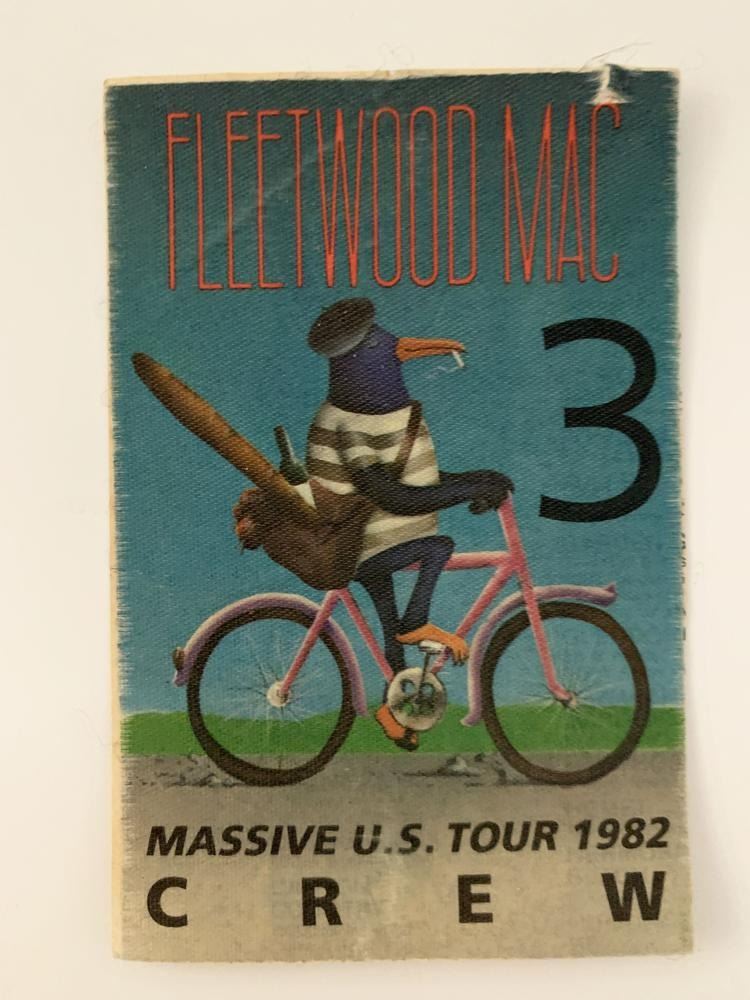 FLEETWOOD MAC
3
MASSIVE U.S. TOUR 1982
CREW